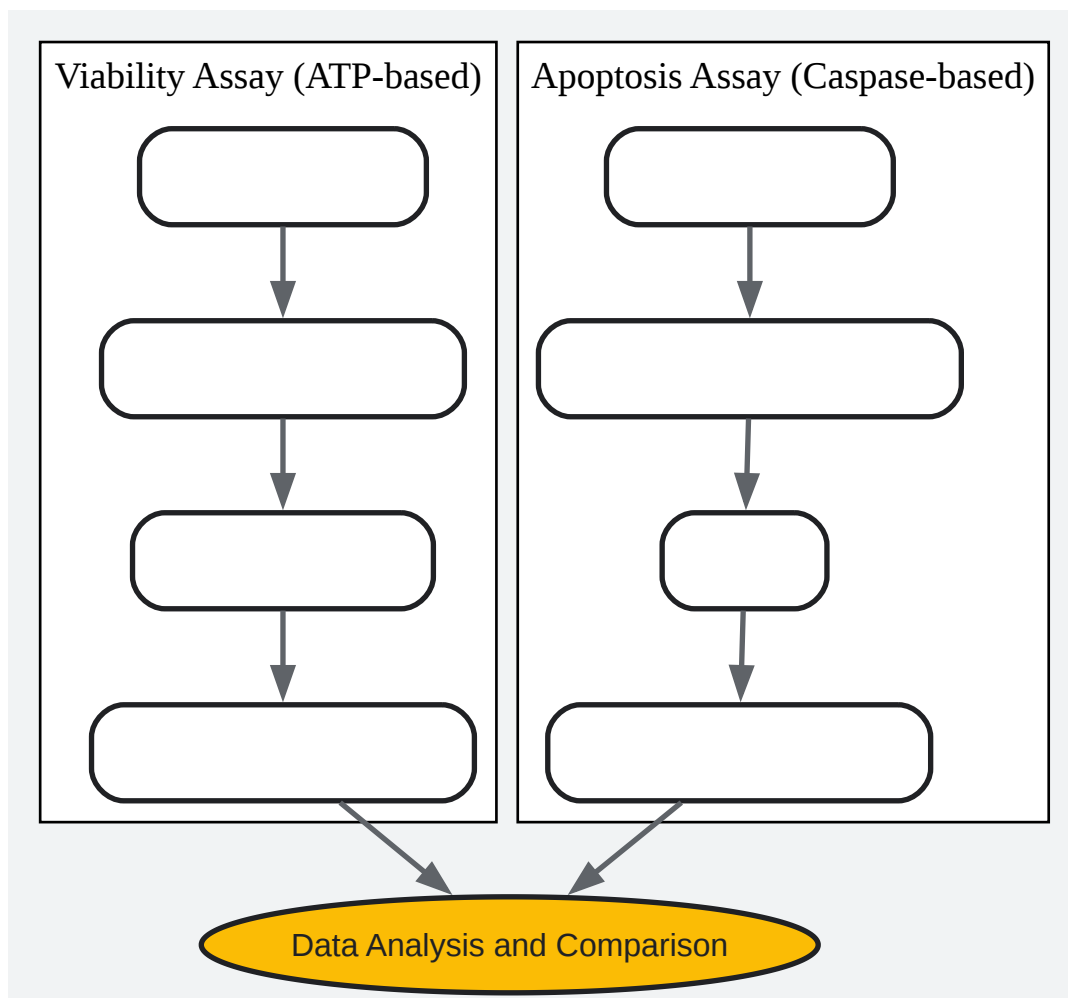 Viability Assay (ATP-based)
Apoptosis Assay (Caspase-based)
Data Analysis and Comparison